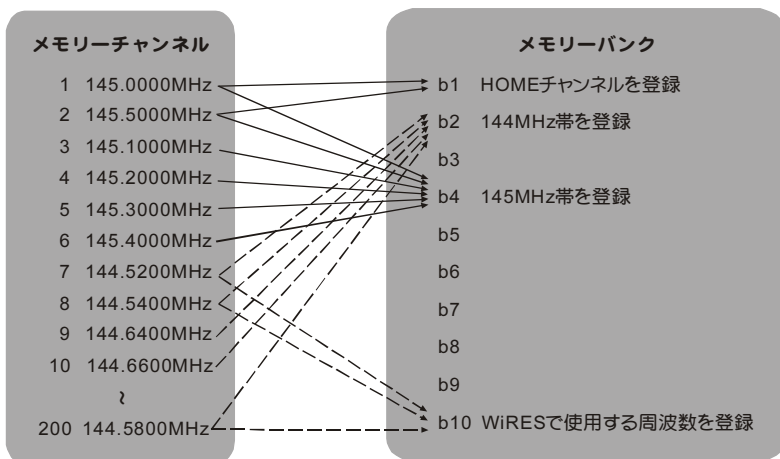 メモリーチャンネル
1 145.0000MHz
2 145.5000MHz
3 145.1000MHz
4 145.2000MHz
5 145.3000MHz
6 145.4000MHz
7 144.5200MHz
8 144.5400MHz
9 144.6400MHz
10 144.6600MHz
~
200 144.5800MHz
メモリーバンク
b1 HOMEチャンネルを登録
b2 144MHz帯を登録
b3
b4 145MHz帯を登録
b5
b6
b7
b8
b9
b10 WiRESで使用する周波数を登録